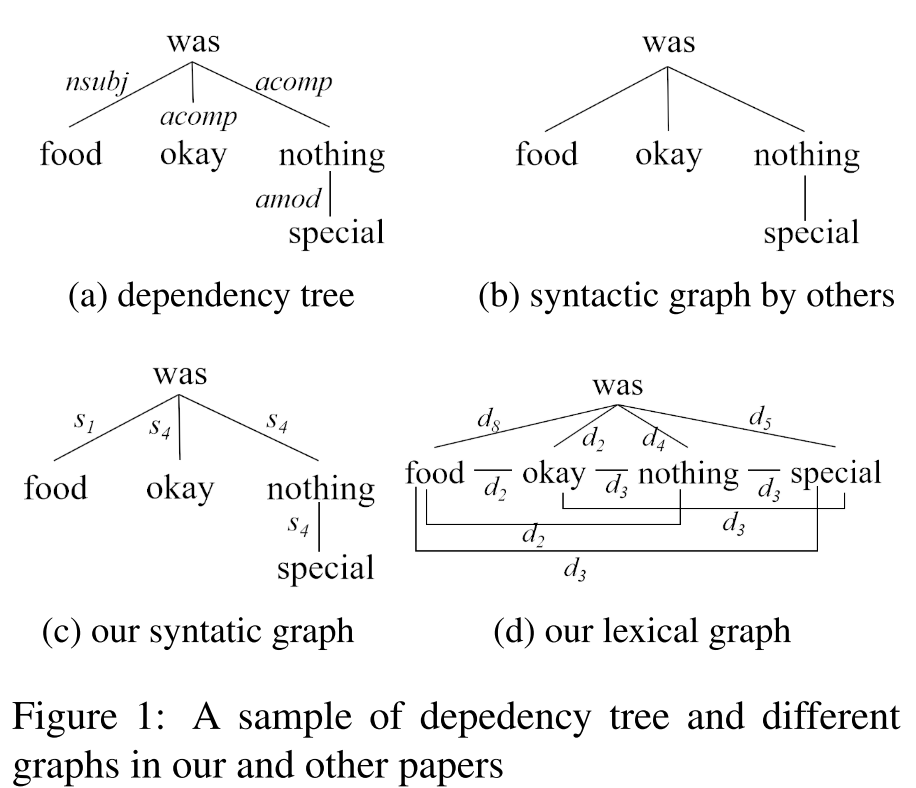 was
nsubj
acomp
acomp
food okay nothing
amod
special
(a) dependency tree
was
food okay nothing
special
(b) syntactic graph by others
was
s1 s4 s4
food okay nothing
s4
special
(c) our syntatic graph
was
d8 d2 d4 d5
food okay nothing special
d2 d3 d3
d3
d2
d3
(d) our lexical graph
Figure 1: A sample of depedency tree and different
graphs in our and other papers